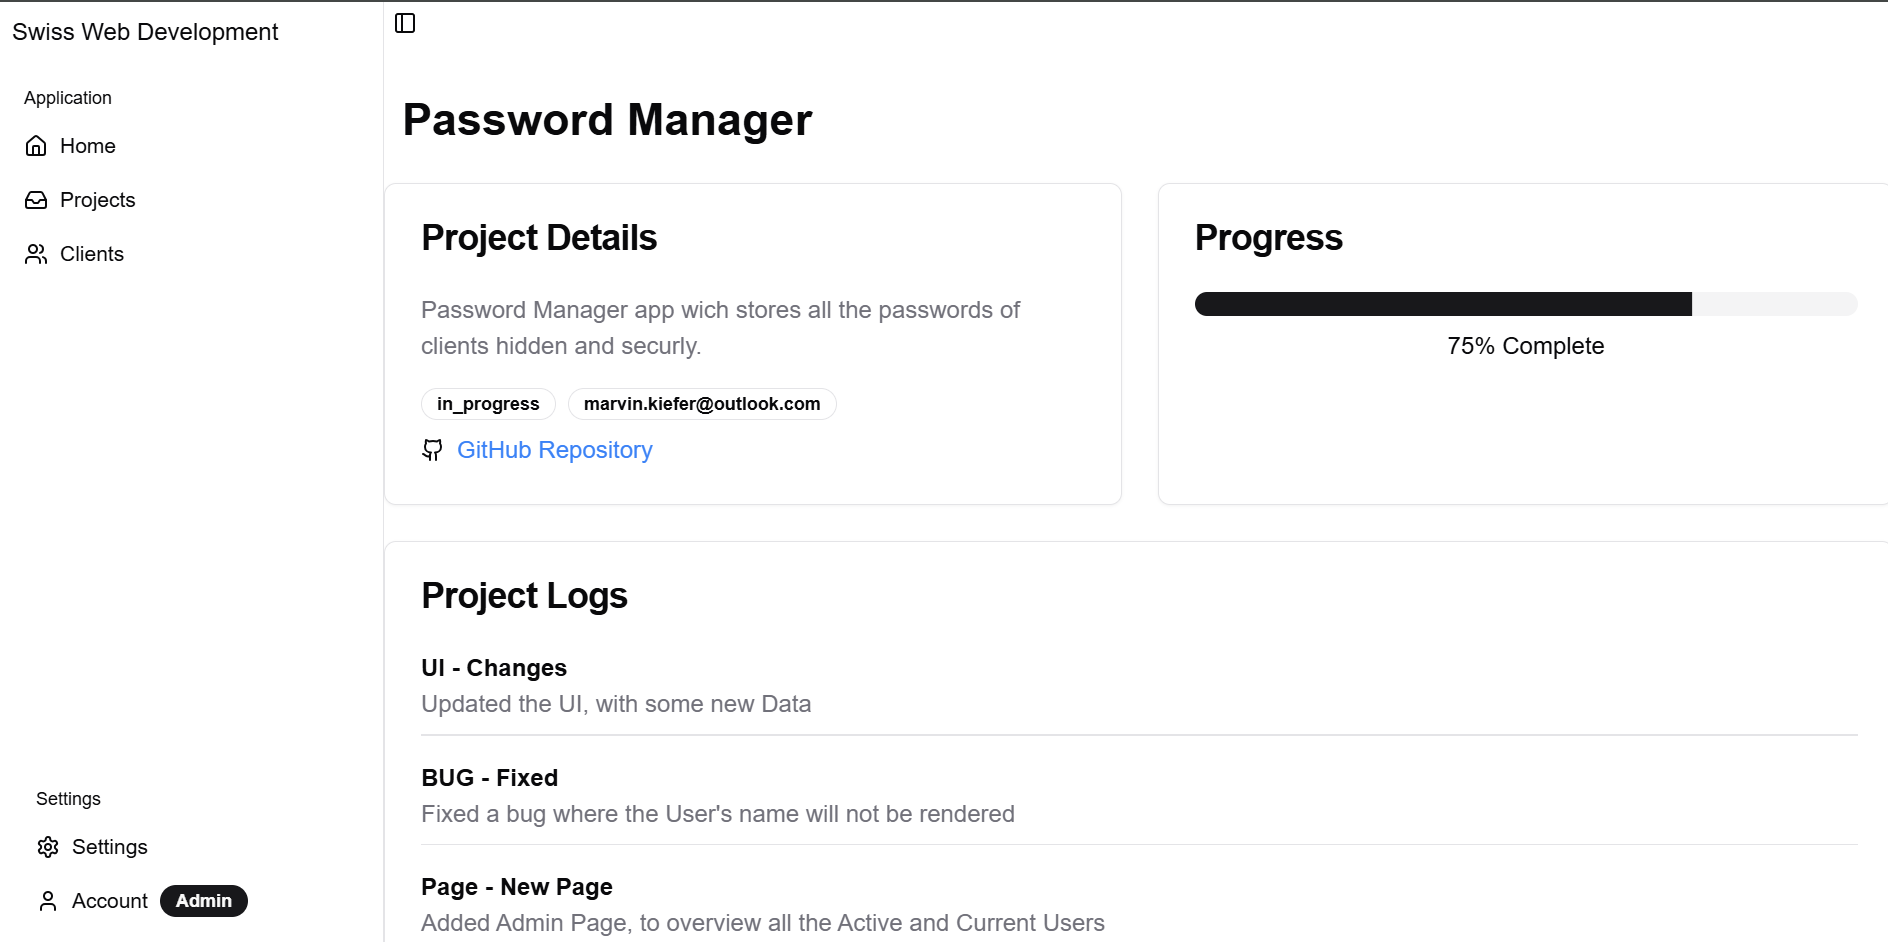 Swiss Web Development
Application
Home
Projects
Clients
Settings
Settings
Account Admin
Password Manager
Project Details
Password Manager app wich stores all the passwords of
clients hidden and securly.
in_progress marvin.kiefer@outlook.com
GitHub Repository
Progress
75% Complete
Project Logs
UI - Changes
Updated the UI, with some new Data
BUG - Fixed
Fixed a bug where the User's name will not be rendered
Page - New Page
Added Admin Page, to overview all the Active and Current Users